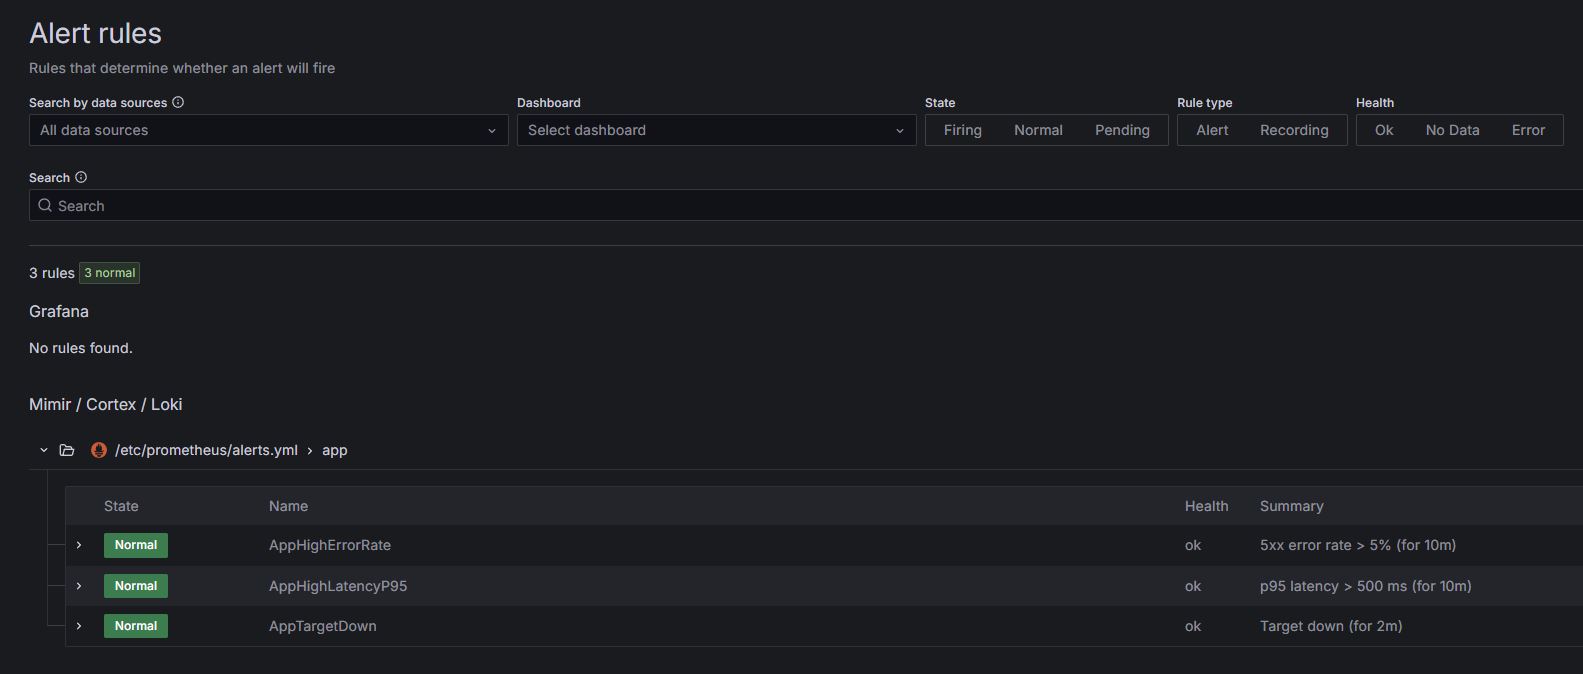 Alert rules
Rules that determine whether an alert will fire
Search by data sources Dashboard State Rule type Health
All data sources Select dashboard Firing Normal Pending Alert Recording Ok No Data Error
Search
Search
3 rules 3 normal
Grafana
No rules found.
Mimir / Cortex / Loki
/etc/prometheus/alerts.yml › app
State Name Health Summary
Normal AppHighErrorRate ok 5xx error rate > 5% (for 10m)
Normal AppHighLatencyP95 ok p95 latency > 500 ms (for 10m)
Normal AppTargetDown ok Target down (for 2m)